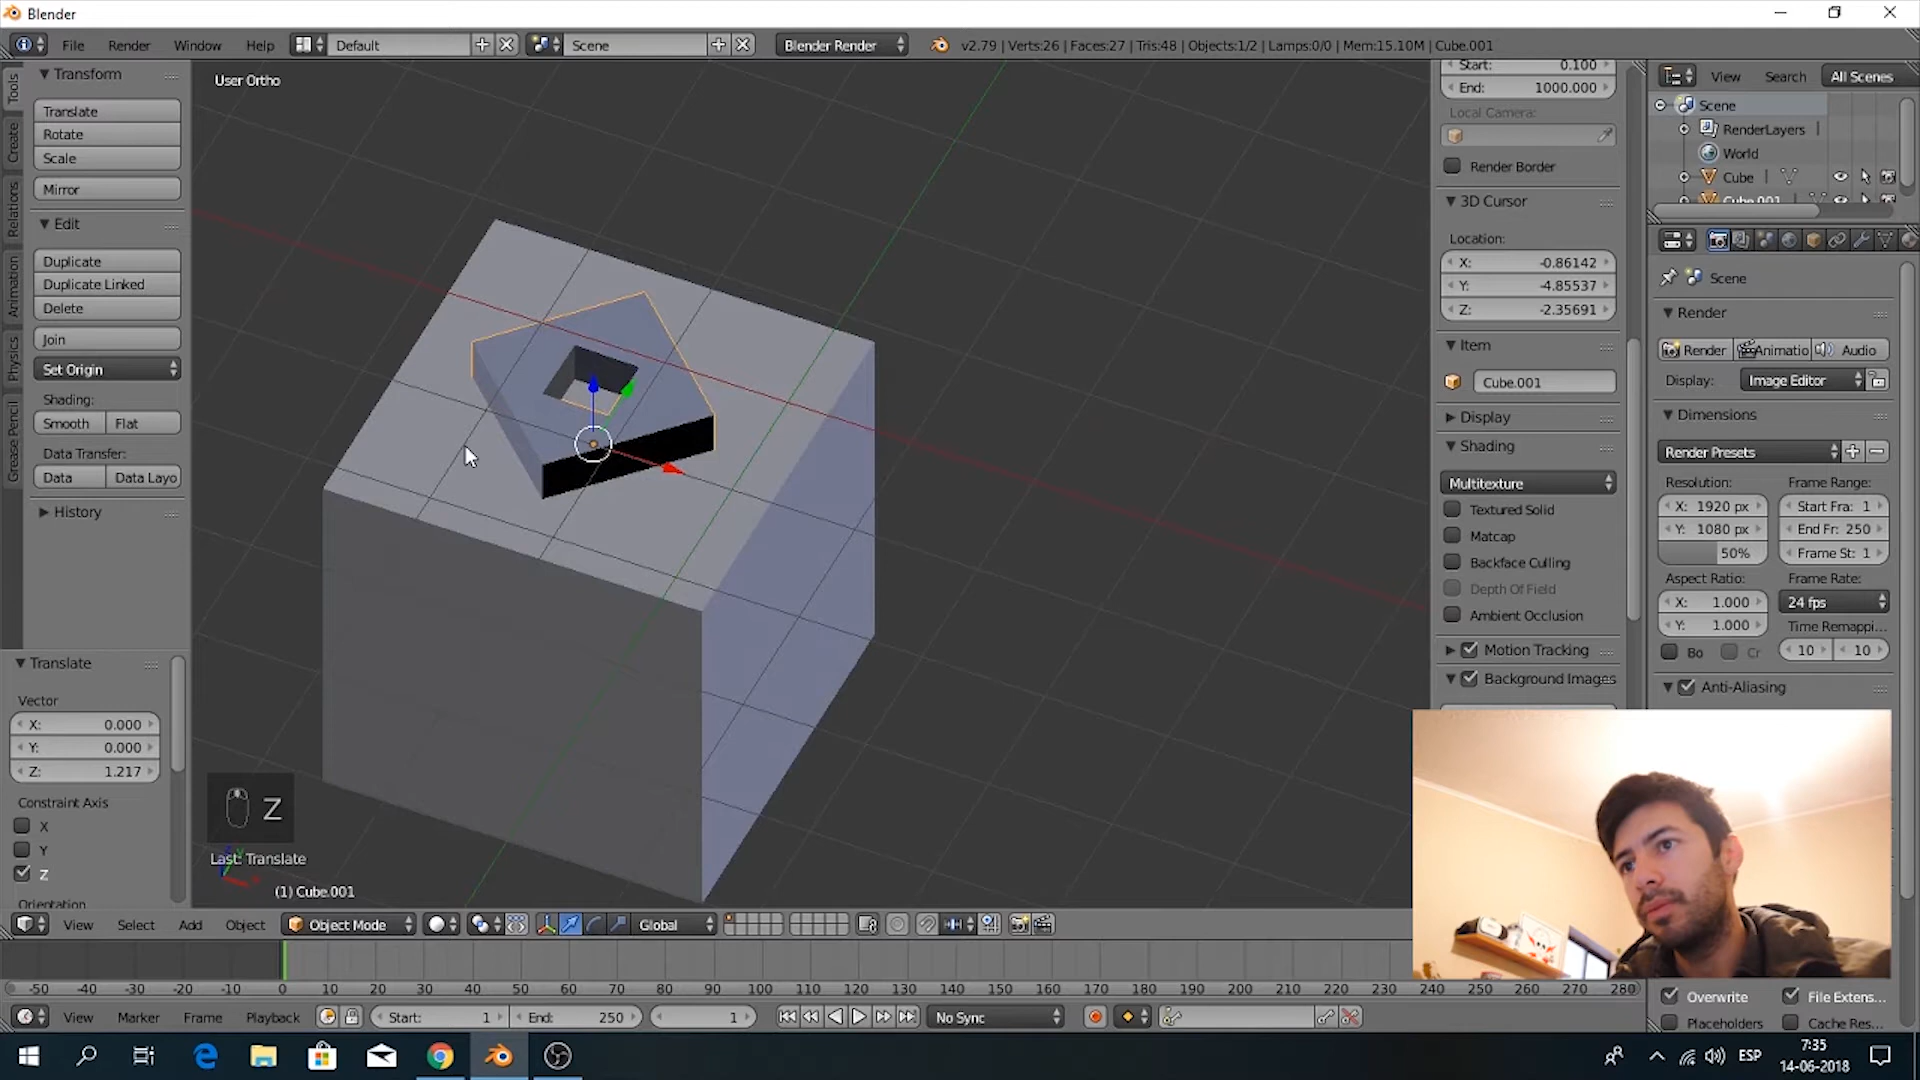 Blender
File Render Window Help Default Scene Blender Render v2.79 | Verts:26 | Faces:27 | Tris:48 | Objects:1/2 | Lamps:0/0 | Mem:15.10M | Cube.001
Tools
Create
Relations
Animation
Physics
Grease Pencil
Transform
Translate
Rotate
Scale
Mirror
Edit
Duplicate
Duplicate Linked
Delete
Join
Set Origin
Shading:
Smooth Flat
Data Transfer:
Data Data Layo
History
Translate
Vector
X: 0.000
Y: 0.000
Z: 1.217
Constraint Axis
X
Y
Z
Orientation
User Ortho
Z
Last: Translate
(1) Cube.001
Start: 0.100
End: 1000.000
Local Camera:
Render Border
3D Cursor
Location:
X: -0.86142
Y: -4.85537
Z: -2.35691
Item
Cube.001
Display
Shading
Multitexture
Textured Solid
Matcap
Backface Culling
Depth Of Field
Ambient Occlusion
Motion Tracking
Background Images
View Search All Scenes
Scene
RenderLayers
World
Cube
Cube.001
Scene
Render
Render Animatio Audio
Display: Image Editor
Dimensions
Render Presets
Resolution: Frame Range:
X: 1920 px Start Fra: 1
Y: 1080 px End Fr: 250
50% Frame St: 1
Aspect Ratio: Frame Rate:
X: 1.000 24 fps
Y: 1.000 Time Remappi...
Bo Cr 10 10
Anti-Aliasing
Overwrite File Extens...
Placeholders Cache Res...
View Select Add Object Object Mode Global
-50 -40 -30 -20 -10 0 10 20 30 40 50 60 70 80 90 100 110 120 130 140 150 160 170 180 190 200 210 220 230 240 250 260 270 280
View Marker Frame Playback Start: 1 End: 250 1 No Sync
ESP
7:35
14-06-2018